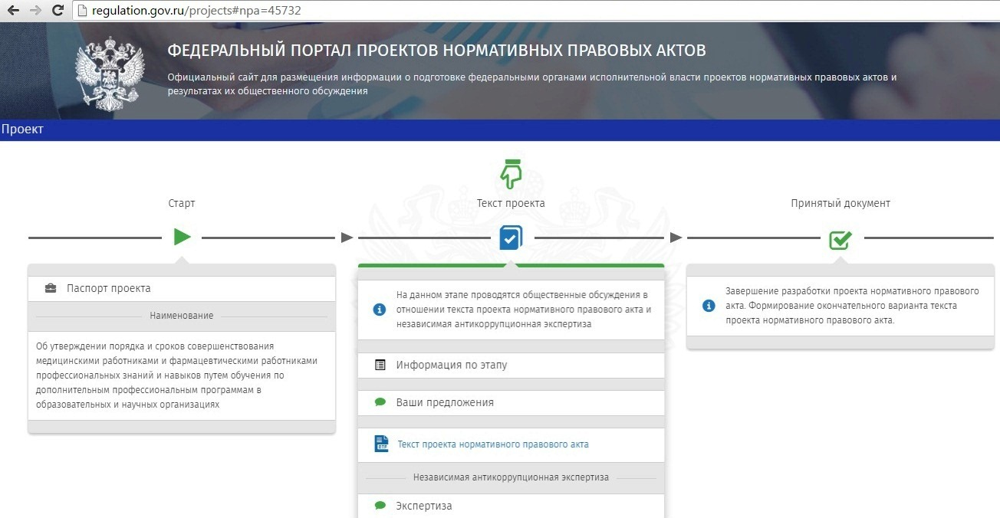 regulation.gov.ru/projects#npa=45732
ФЕДЕРАЛЬНЫЙ ПОРТАЛ ПРОЕКТОВ НОРМАТИВНЫХ ПРАВОВЫХ АКТОВ
Официальный сайт для размещения информации о подготовке федеральными органами исполнительной власти проектов нормативных правовых актов и
результатах их общественного обсуждения
Проект
Старт
Паспорт проекта
Наименование
Об утверждении порядка и сроков совершенствования
медицинскими работниками и фармацевтическими работниками
профессиональных знаний и навыков путем обучения по
дополнительным профессиональным программам в
образовательных и научных организациях
Текст проекта
На данном этапе проводятся общественные обсуждения в
отношении текста проекта нормативного правового акта и
независимая антикоррупционная экспертиза
Информация по этапу
Ваши предложения
Текст проекта нормативного правового акта
Независимая антикоррупционная экспертиза
Экспертиза
Принятый документ
Завершение разработки проекта нормативного правового
акта. Формирование окончательного варианта текста
проекта нормативного правового акта.